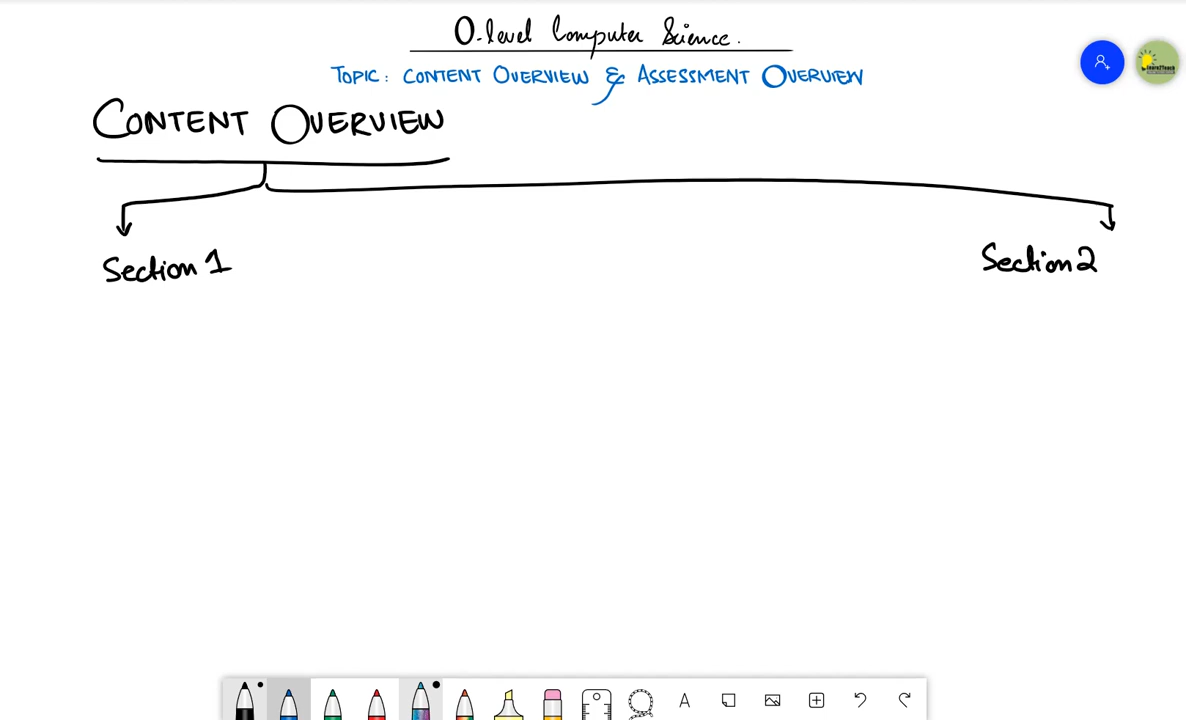 O-level Computer Science.
TOPIC: CONTENT OVERVIEW & ASSESSMENT OVERVIEW
CONTENT OVERVIEW
Section 1
Section 2
A